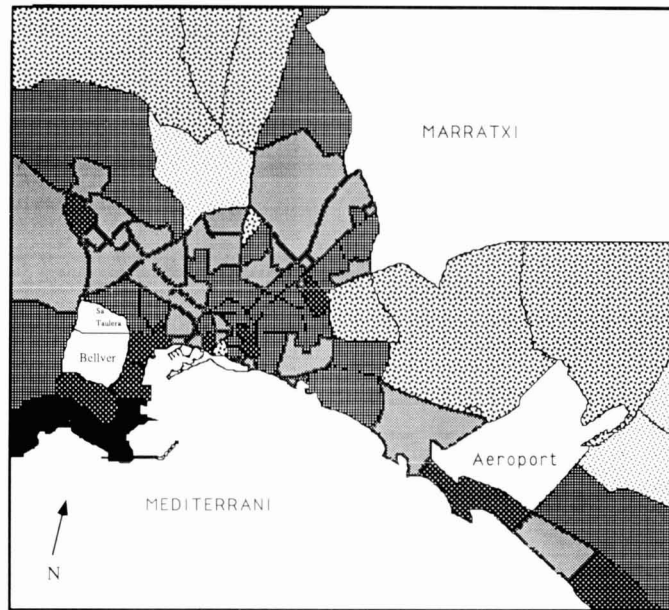 MARRATXI
Sa
Taulera
Bellver
Aeroport
MEDITERRANI
N